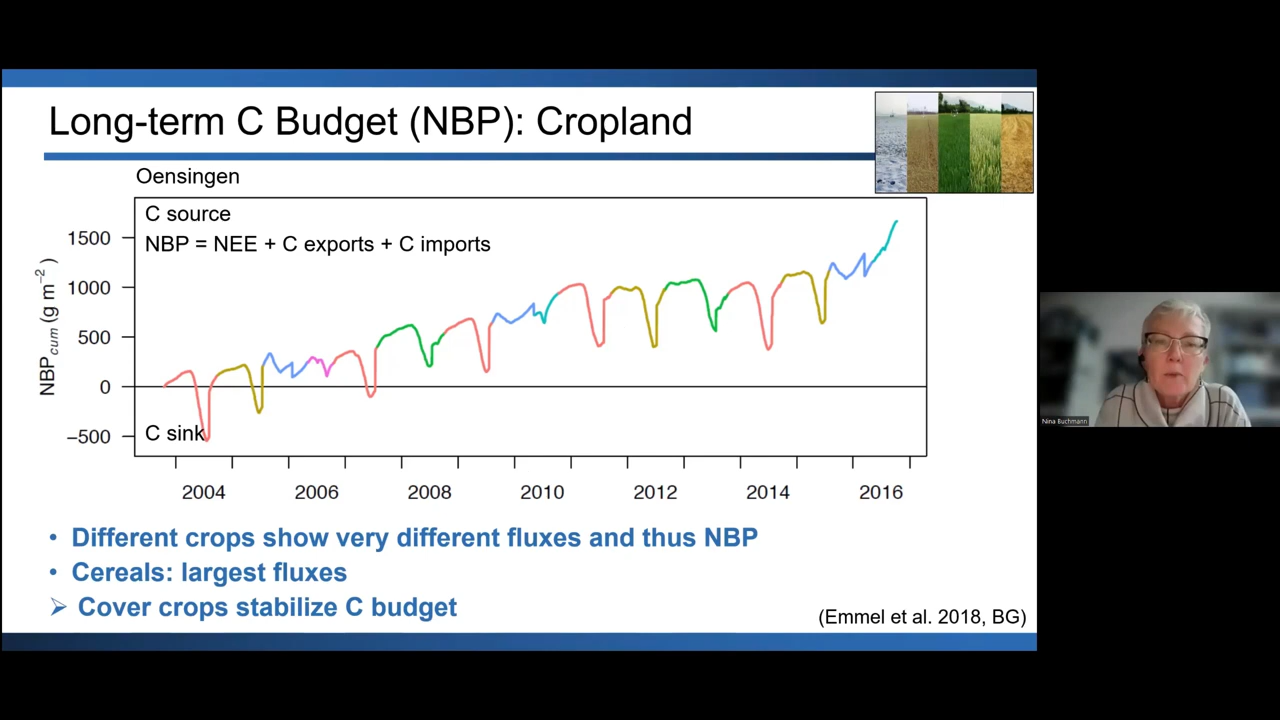 Long-term C Budget (NBP): Cropland
Oensingen
C source
NBP = NEE + C exports + C imports
1500
1000
500
0
−500
NBPcum (g m−2 )
C sink
2004 2006 2008 2010 2012 2014 2016
• Different crops show very different fluxes and thus NBP
• Cereals: largest fluxes
➢ Cover crops stabilize C budget
(Emmel et al. 2018, BG)
Nina Buchmann